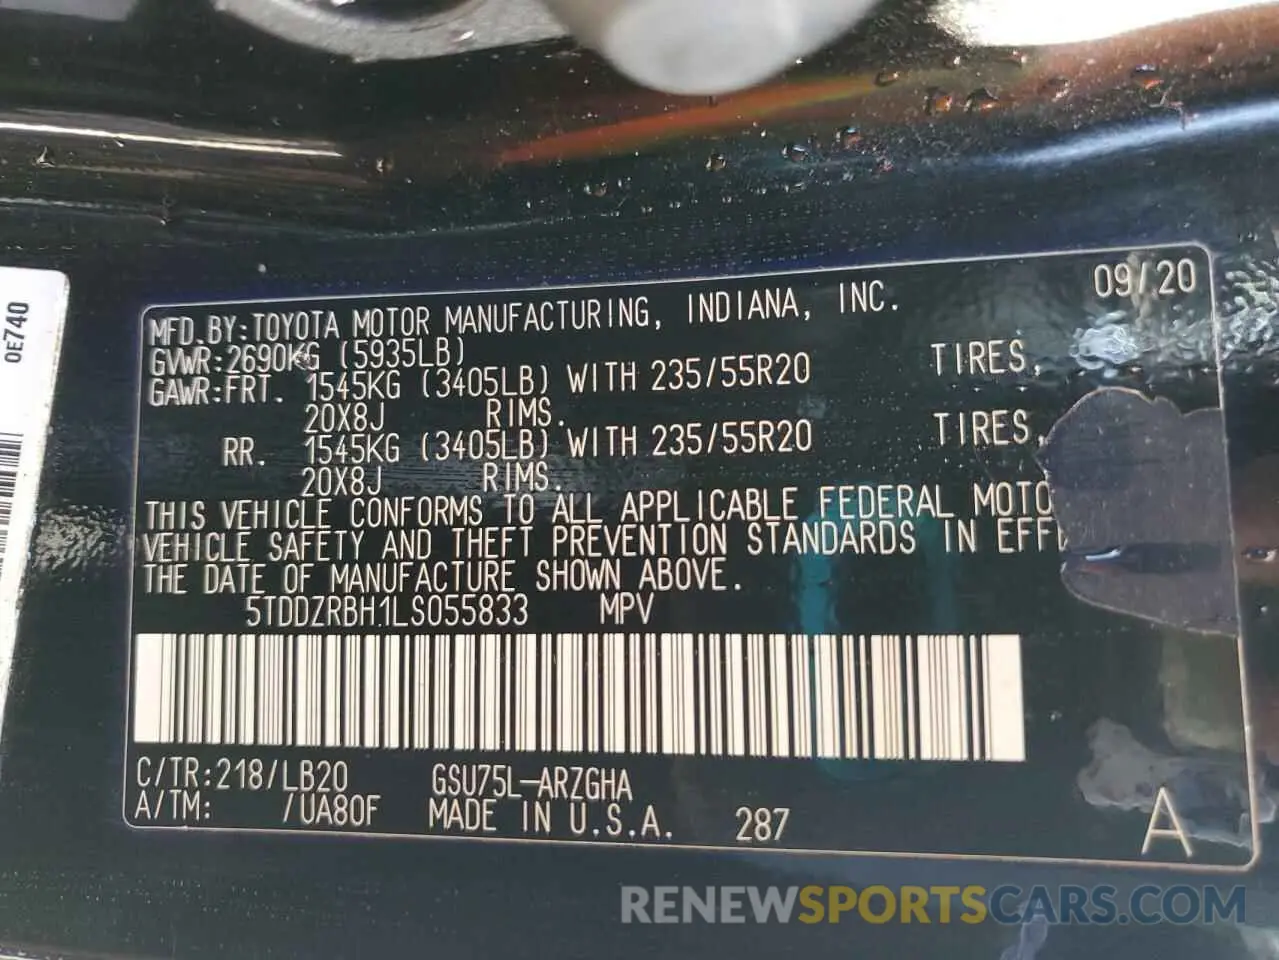 0E740
09/20
MFD.BY:TOYOTA MOTOR MANUFACTURING, INDIANA, INC.
GVWR:2690KG (5935LB)
GAWR:FRT. 1545KG (3405LB) WITH 235/55R20 TIRES,
20X8J RIMS.
RR. 1545KG (3405LB) WITH 235/55R20 TIRES,
20X8J RIMS.
THIS VEHICLE CONFORMS TO ALL APPLICABLE FEDERAL MOTO
VEHICLE SAFETY AND THEFT PREVENTION STANDARDS IN EFF
THE DATE OF MANUFACTURE SHOWN ABOVE.
5TDDZRBH1LS055833 MPV
C/TR:218/LB20 GSU75L-ARZGHA
A/TM: /UA80F MADE IN U.S.A. 287 A
RENEWSPORTSCARS.COM